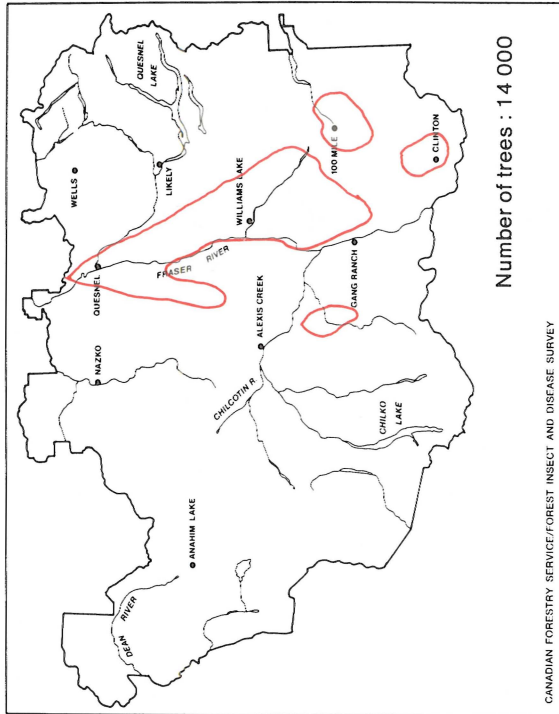 WELLS
QUESNEL
LAKE
LIKELY
QUESNEL
NAZKO
FRASER RIVER
WILLIAMS LAKE
100 MILE
CLINTON
GANG RANCH
ALEXIS CREEK
CHILCOTIN R.
CHILKO
LAKE
ANAHIM LAKE
DEAN RIVER
Number of trees : 14 000
CANADIAN FORESTRY SERVICE/FOREST INSECT AND DISEASE SURVEY